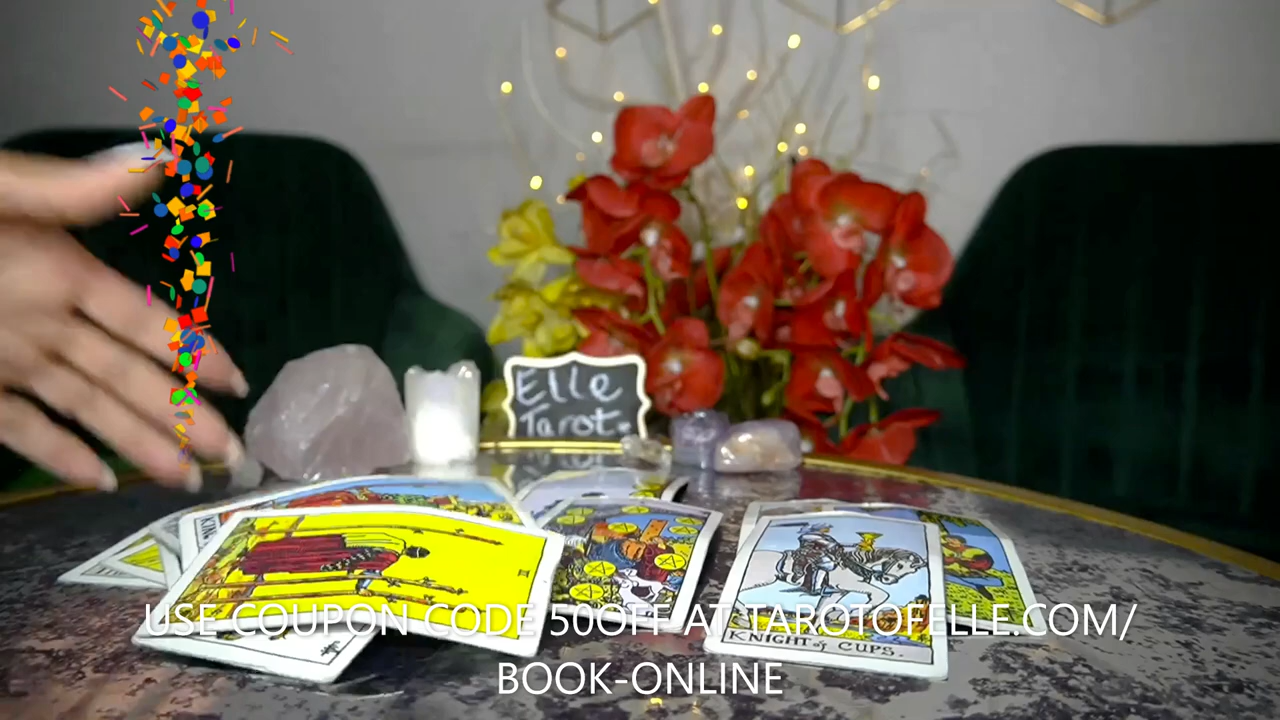 Elle
Tarot.
KNIGHT of CUPS.
USE COUPON CODE 50OFF AT TAROTOFELLE.COM/
BOOK-ONLINE